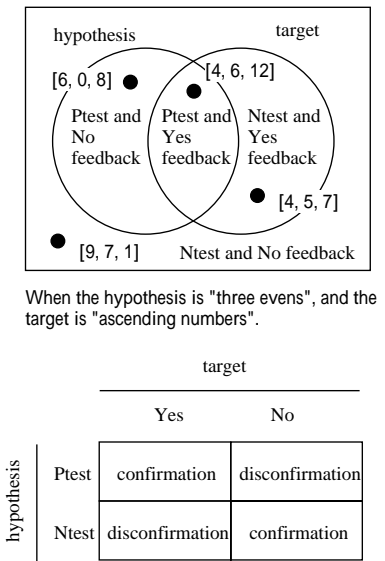 hypothesis
target
[6, 0, 8]
[4, 6, 12]
Ptest and
No
feedback
Ptest and
Yes
feedback
Ntest and
Yes
feedback
[4, 5, 7]
[9, 7, 1]
Ntest and No feedback
When the hypothesis is "three evens", and the
target is "ascending numbers".
target
Yes No
hypothesis
Ptest confirmation disconfirmation
Ntest disconfirmation confirmation